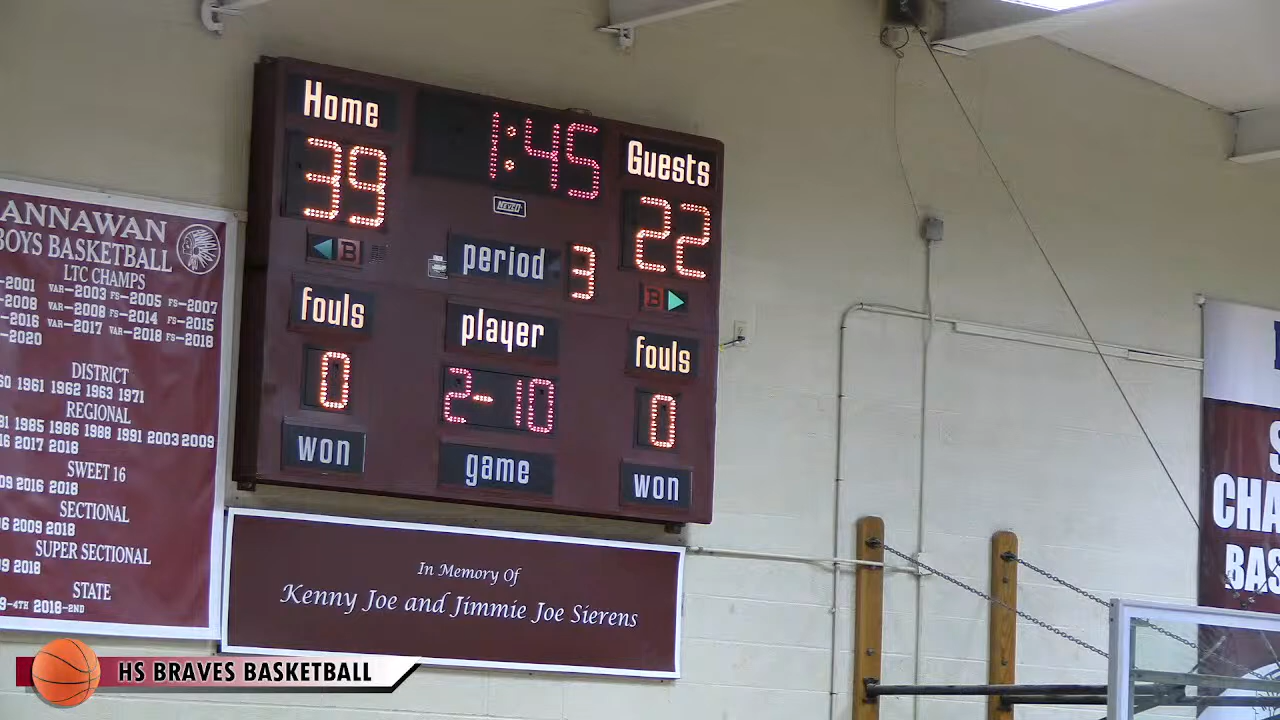 Home
1:45
Guests
39
22
NEVCO
B
period
3
B
fouls
player
fouls
0
2-10
0
won
game
won
ANNAWAN
BOYS BASKETBALL
LTC CHAMPS
-2001 VAR-2003 FS-2005 FS-2007
-2008 VAR-2008 FS-2014 FS-2015
-2016 VAR-2017 VAR-2018 FS-2018
-2020
DISTRICT
1961 1962 1963 1971
REGIONAL
1985 1986 1988 1991 2003 2009
2017 2018
SWEET 16
2016 2018
SECTIONAL
2009 2018
SUPER SECTIONAL
2018
STATE
-4TH 2018-2ND
In Memory Of
Kenny Joe and Jimmie Joe Sierens
S
CHA
BAS
HS BRAVES BASKETBALL